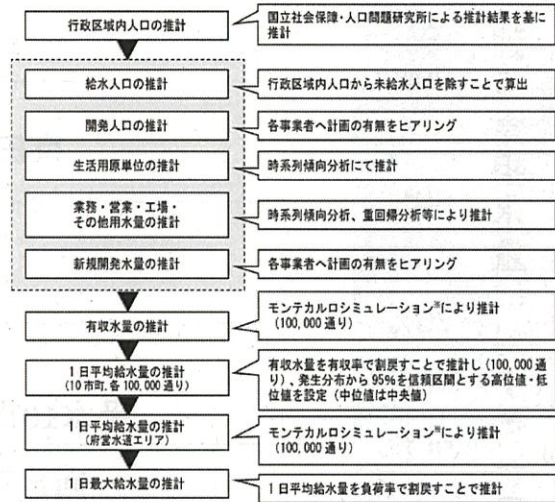 行政区域内人口の推計
国立社会保障・人口問題研究所による推計結果を基に
推計
給水人口の推計
行政区域内人口から未給水人口を除すことで算出
開発人口の推計
各事業者へ計画の有無をヒアリング
生活用原単位の推計
時系列傾向分析にて推計
業務・営業・工場・
その他用水量の推計
時系列傾向分析、重回帰分析等により推計
新規開発水量の推計
各事業者へ計画の有無をヒアリング
有収水量の推計
モンテカルロシミュレーション※により推計
(100,000通り)
1日平均給水量の推計
(10市町、各100,000通り)
有収水量を有収率で割戻すことで推計し(100,000通
り)、発生分布から95%を信頼区間とする高位値・低
位値を設定(中位値は中央値)
1日平均給水量の推計
(府営水道エリア)
モンテカルロシミュレーション※により推計
(100,000通り)
1日最大給水量の推計
1日平均給水量を負荷率で割戻すことで推計